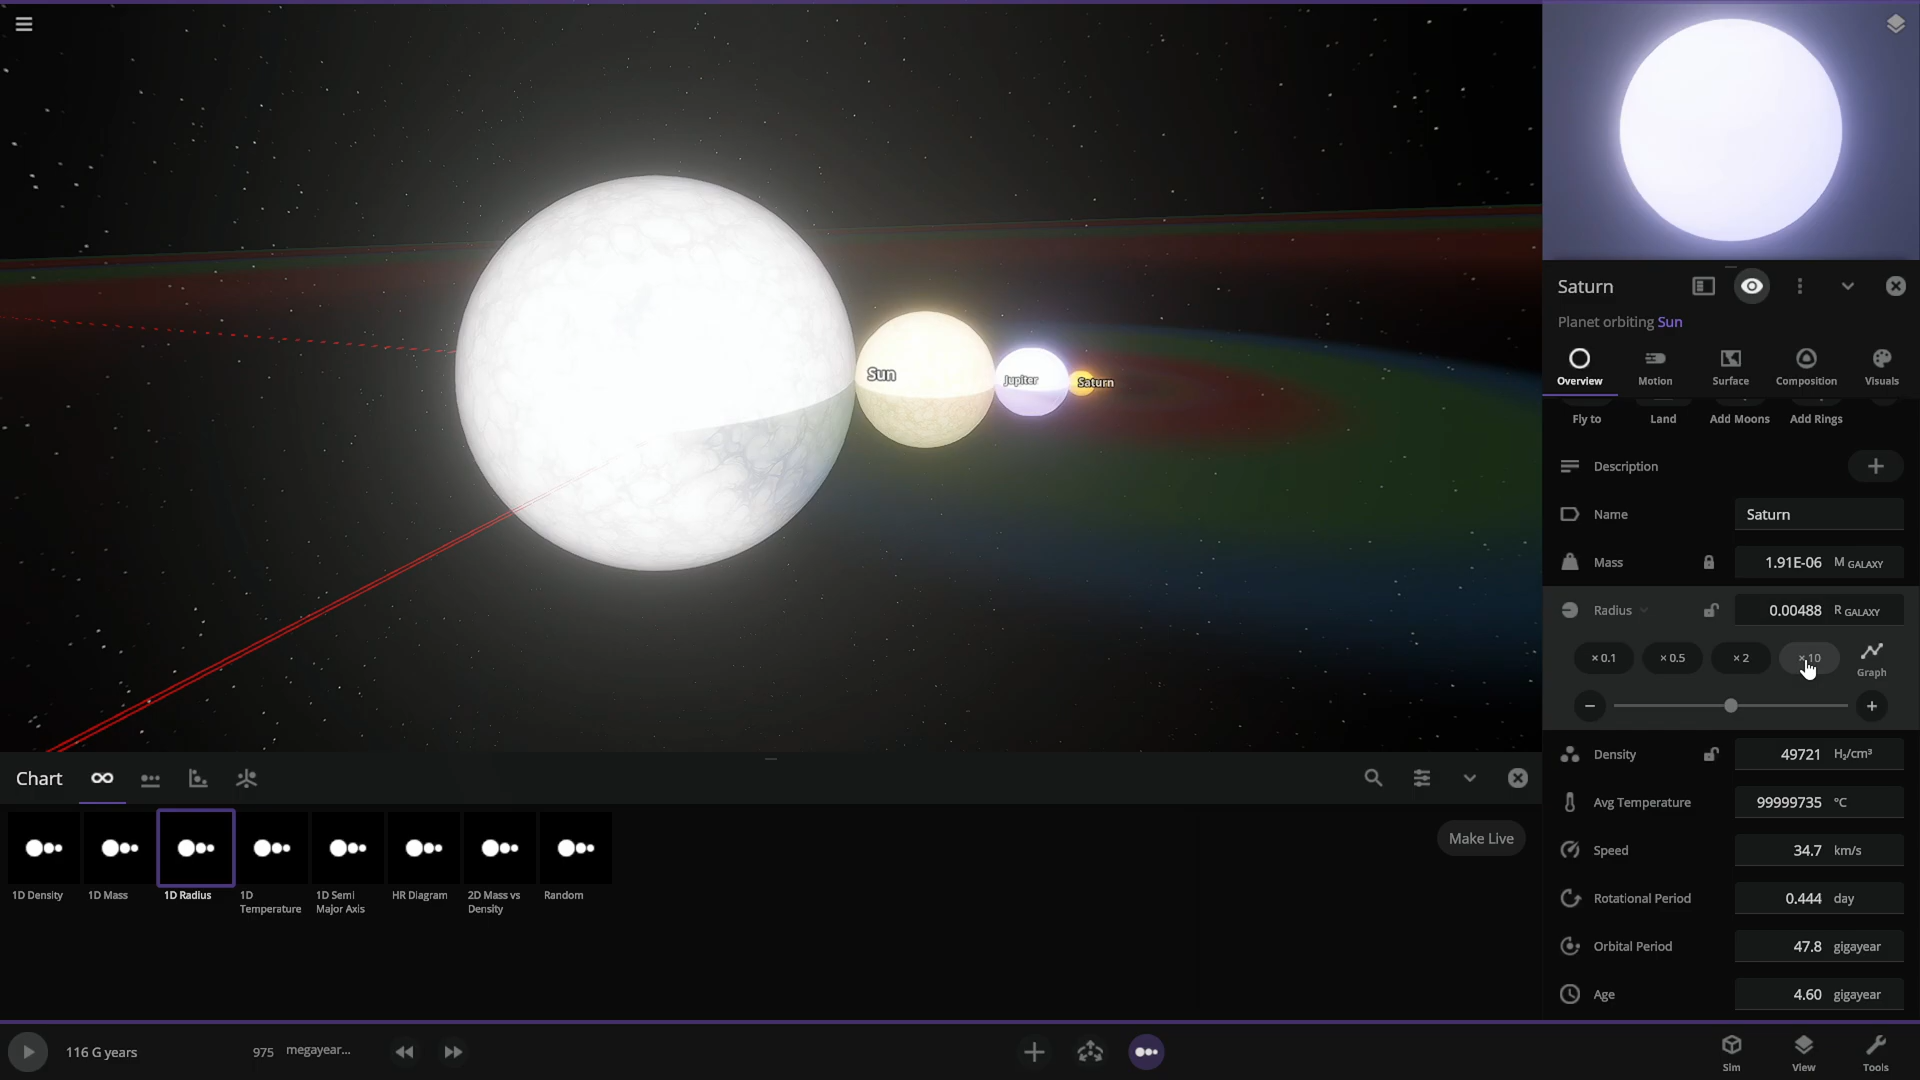 Sun
Jupiter
Saturn
Saturn
Planet orbiting Sun
Overview
Motion
Surface
Composition
Visuals
Fly to
Land
Add Moons
Add Rings
Description
Name
Saturn
Mass
1.91E-06 M GALAXY
Radius
0.00488 R GALAXY
× 0.1
× 0.5
× 2
× 10
Graph
Density
49721 H₂/cm³
Avg Temperature
99999735 °C
Speed
34.7 km/s
Rotational Period
0.444 day
Orbital Period
47.8 gigayear
Age
4.60 gigayear
Chart
Make Live
1D Density
1D Mass
1D Radius
1D
Temperature
1D Semi
Major Axis
HR Diagram
2D Mass vs
Density
Random
116 G years
975 megayear...
Sim
View
Tools